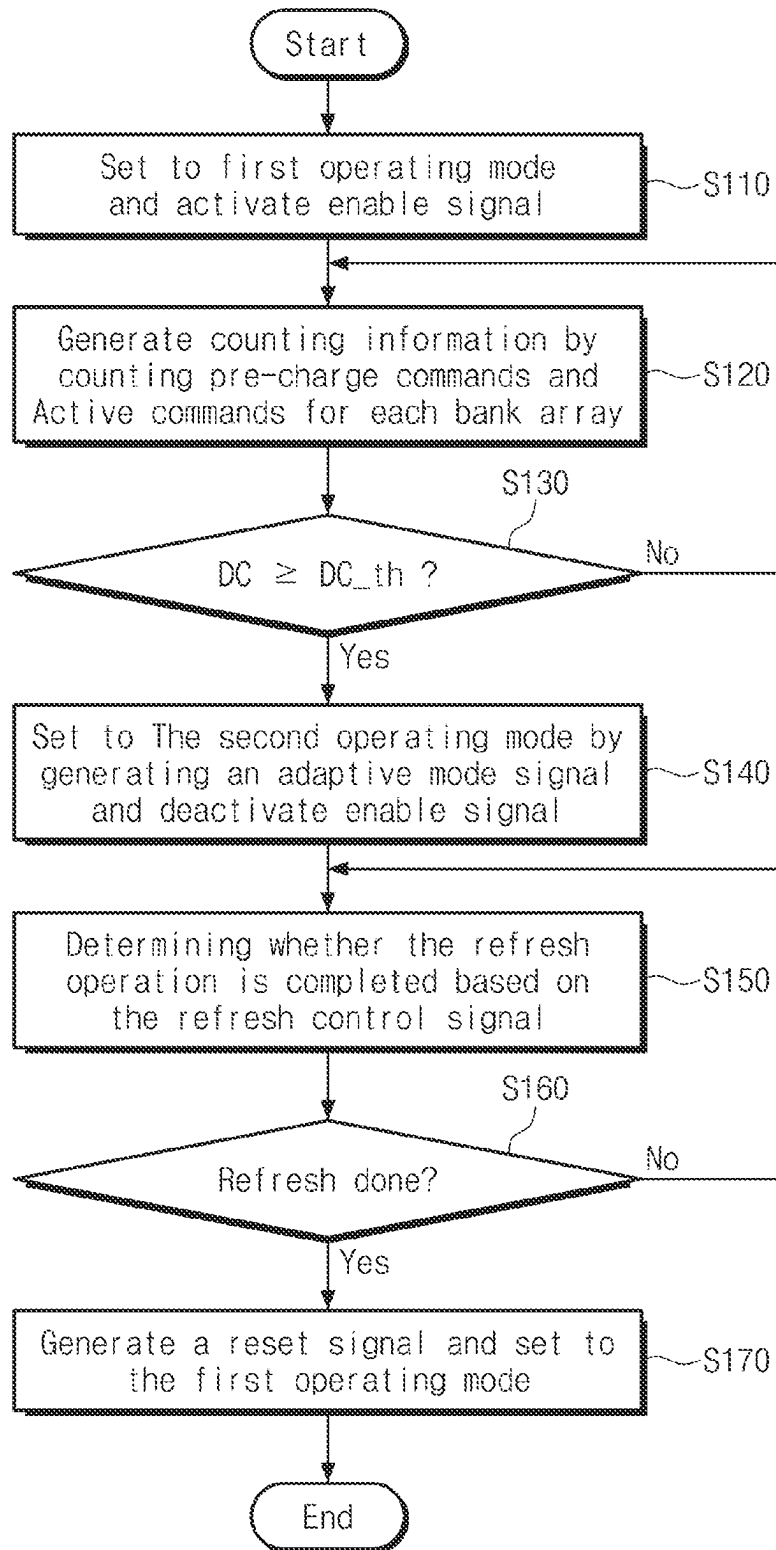 Start
Set to first operating mode
and activate enable signal
S110
Generate counting information by
counting pre-charge commands and
Active commands for each bank array
S120
S130
DC ≥ DC_th ?
No
Yes
Set to The second operating mode by
generating an adaptive mode signal
and deactivate enable signal
S140
Determining whether the refresh
operation is completed based on
the refresh control signal
S150
S160
Refresh done?
No
Yes
Generate a reset signal and set to
the first operating mode
S170
End